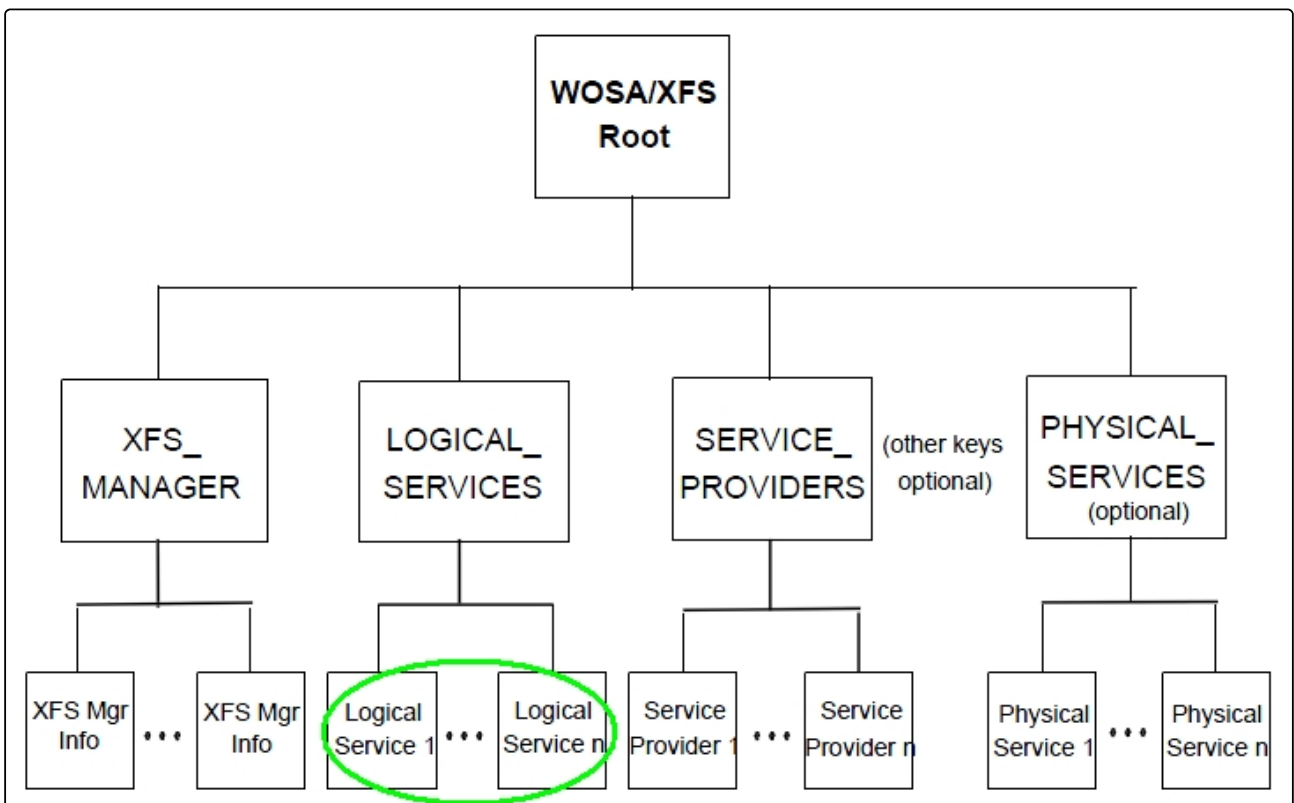 WOSA/XFS
Root
XFS_
MANAGER
LOGICAL_
SERVICES
SERVICE_
PROVIDERS
(other keys
optional)
PHYSICAL_
SERVICES
(optional)
XFS Mgr
Info
•••
XFS Mgr
Info
Logical
Service 1
•••
Logical
Service n
Service
Provider 1
•••
Service
Provider n
Physical
Service 1
•••
Physical
Service n